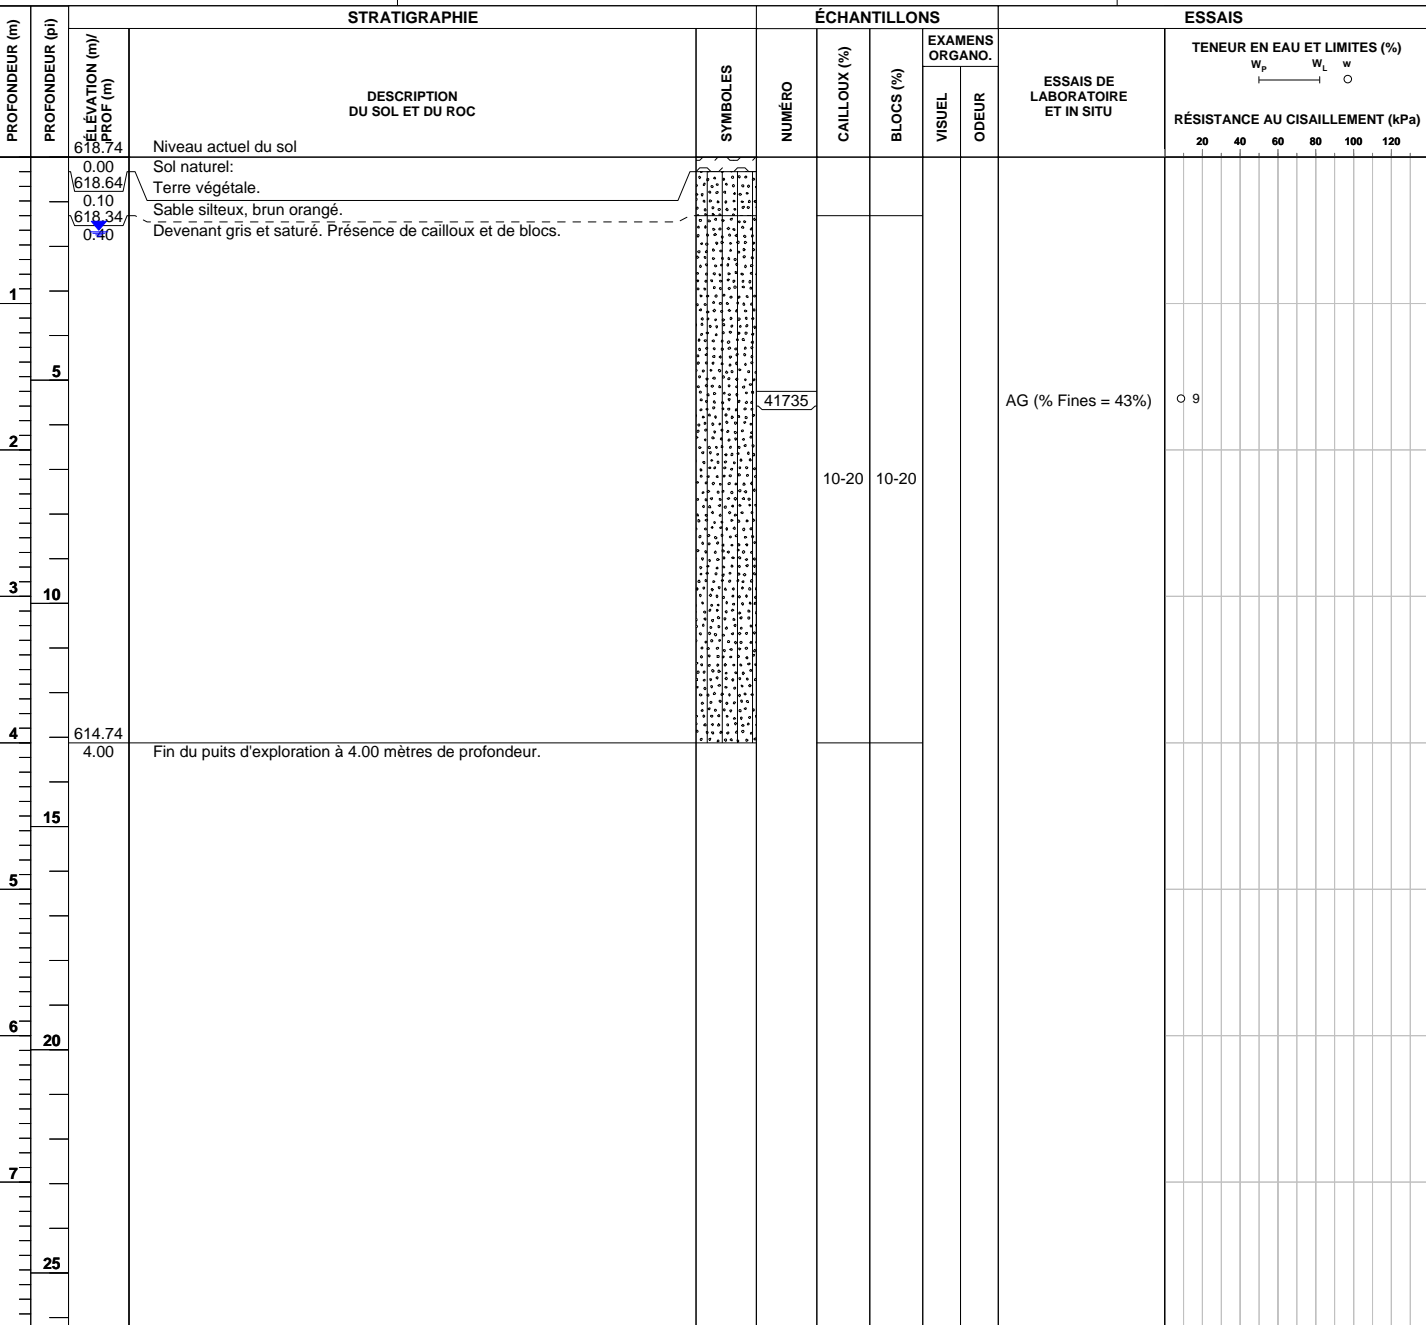 STRATIGRAPHIE
ÉCHANTILLONS
ESSAIS
PROFONDEUR (m)
PROFONDEUR (pi)
ÉLÉVATION (m)/
PROF (m)
DESCRIPTION
DU SOL ET DU ROC
SYMBOLES
NUMÉRO
CAILLOUX (%)
BLOCS (%)
EXAMENS
ORGANO.
VISUEL
ODEUR
ESSAIS DE
LABORATOIRE
ET IN SITU
TENEUR EN EAU ET LIMITES (%)
WP WL w
RÉSISTANCE AU CISAILLEMENT (kPa)
20 40 60 80 100 120
618.74 Niveau actuel du sol
0.00 Sol naturel:
618.64 Terre végétale.
0.10
618.34 Sable silteux, brun orangé.
0.40 Devenant gris et saturé. Présence de cailloux et de blocs.
1
5
41735 AG (% Fines = 43%) 9
2
10-20 10-20
3 10
4 614.74
4.00 Fin du puits d'exploration à 4.00 mètres de profondeur.
15
5
6
20
7
25